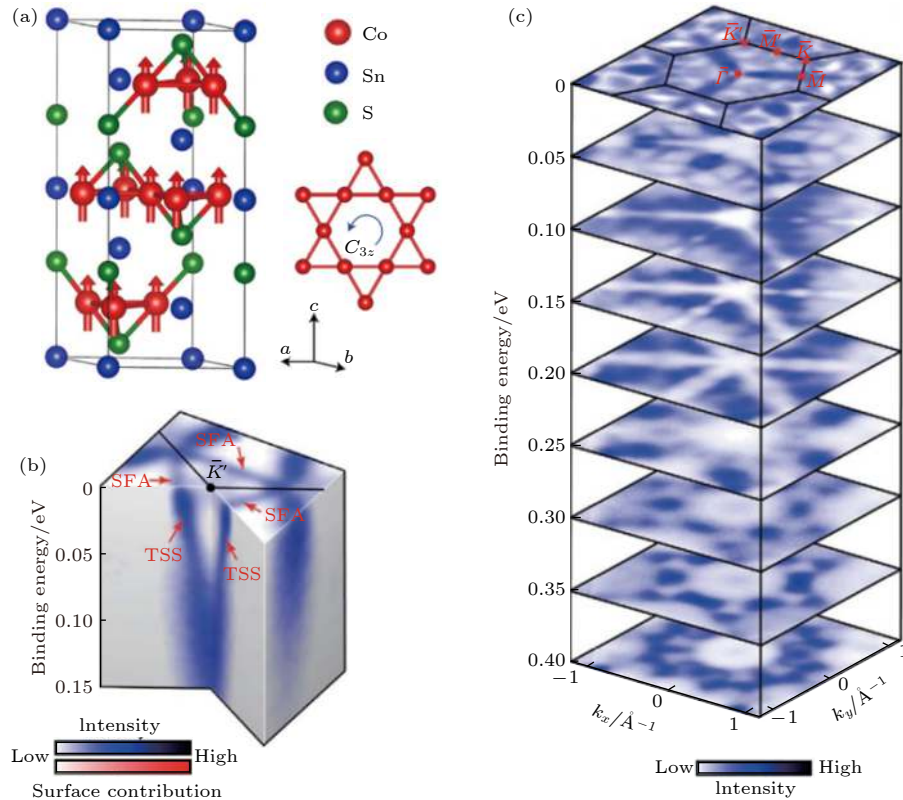 (a)
Co
Sn
S
C3z
c
a
b
(b)
SFA
K̄′
SFA
SFA
TSS
TSS
Binding energy/eV
0
0.05
0.10
0.15
Intensity
Low
High
Surface contribution
(c)
K̄′
M̄′
K̄
Γ̄
M̄
Binding energy/eV
0
0.05
0.10
0.15
0.20
0.25
0.30
0.35
0.40
−1
0
1
kx/Å−1
−1
0
1
ky/Å−1
Low
High
Intensity